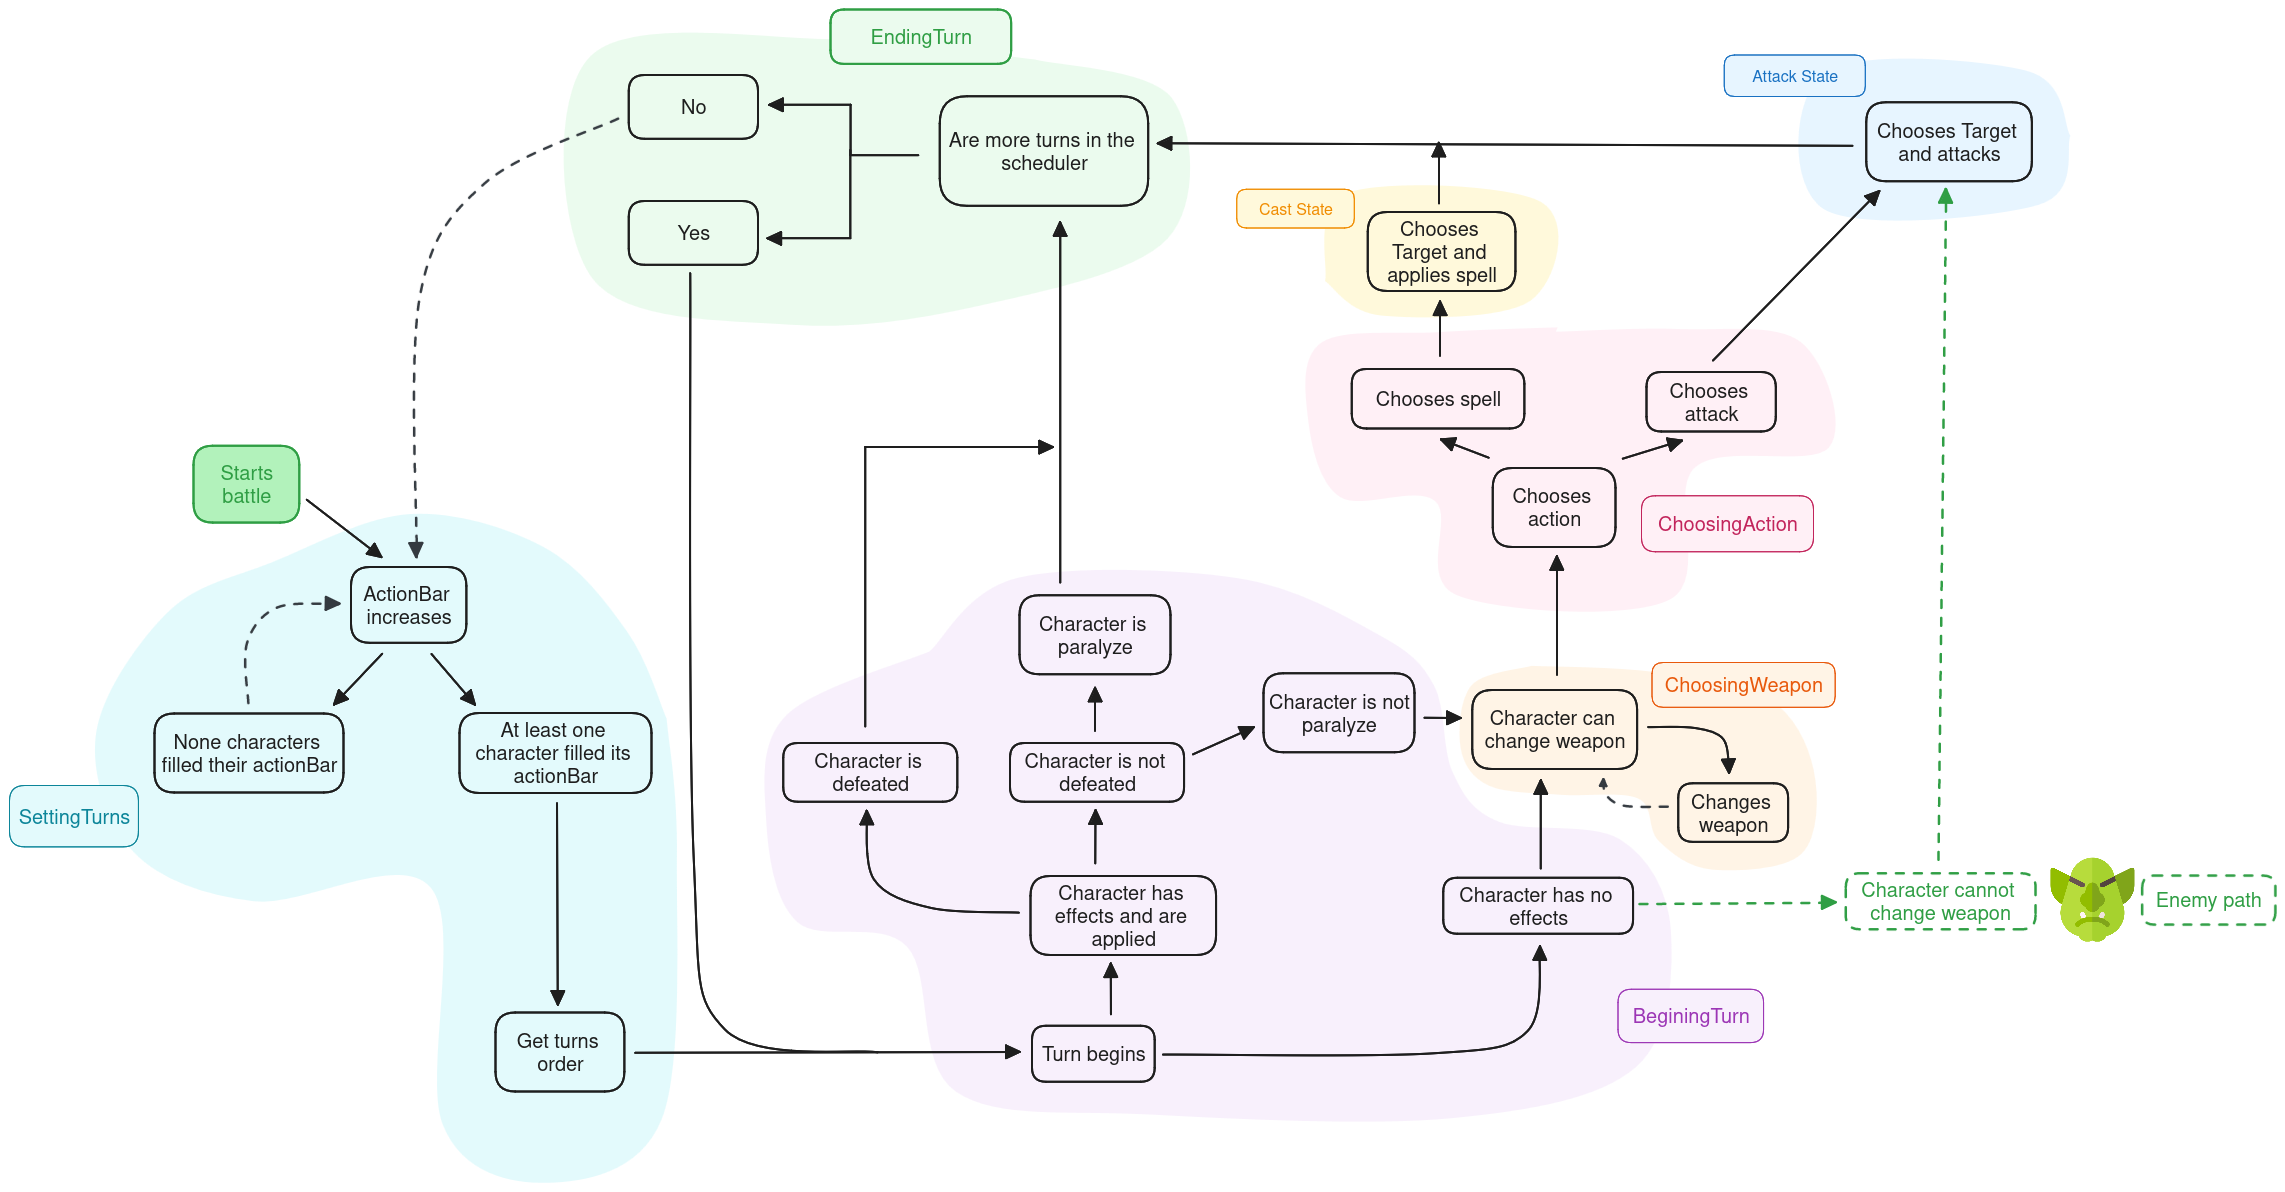 EndingTurn
No
Are more turns in the
scheduler
Yes
Attack State
Chooses Target
and attacks
Cast State
Chooses
Target and
applies spell
Chooses spell
Chooses
attack
Chooses
action
ChoosingAction
Starts
battle
ActionBar
increases
None characters
filled their actionBar
At least one
character filled its
actionBar
SettingTurns
Get turns
order
Character is
paralyze
Character is not
paralyze
Character is
defeated
Character is not
defeated
Character has
effects and are
applied
Turn begins
Character has no
effects
BeginingTurn
ChoosingWeapon
Character can
change weapon
Changes
weapon
Character cannot
change weapon
Enemy path